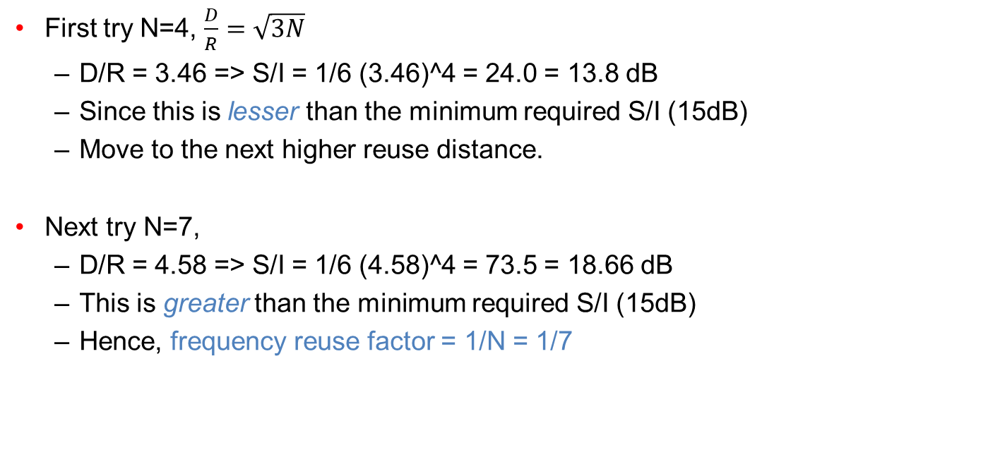 • First try N=4, D/R = √3N
– D/R = 3.46 => S/I = 1/6 (3.46)^4 = 24.0 = 13.8 dB
– Since this is lesser than the minimum required S/I (15dB)
– Move to the next higher reuse distance.
• Next try N=7,
– D/R = 4.58 => S/I = 1/6 (4.58)^4 = 73.5 = 18.66 dB
– This is greater than the minimum required S/I (15dB)
– Hence, frequency reuse factor = 1/N = 1/7